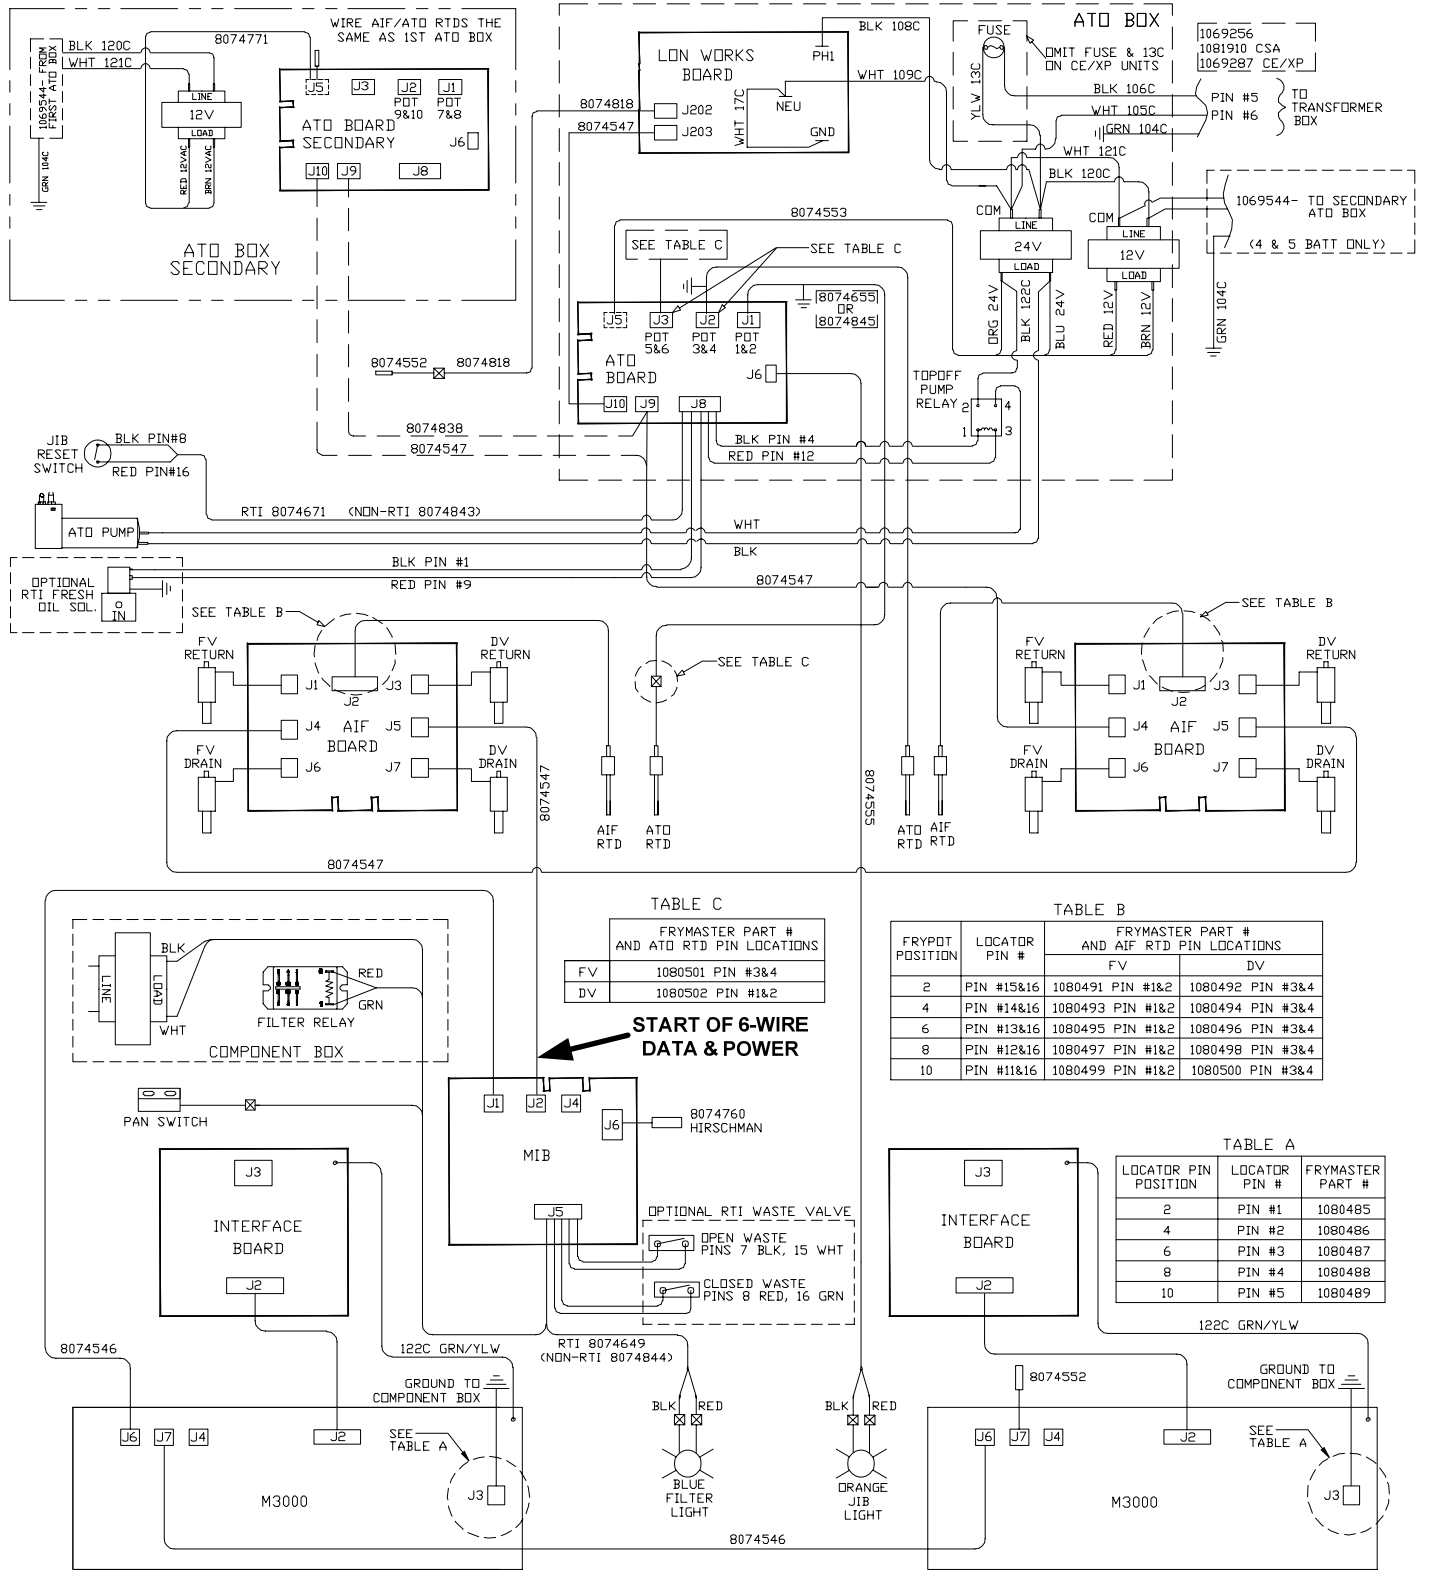 WIRE AIF/ATO RTDS THE
SAME AS 1ST ATO BOX
8074771
BLK 120C
WHT 121C
1069544- FROM
FIRST ATO BOX
LINE
12V
LOAD
RED 12VAC
BRN 12VAC
GRN 104C
J5
J3
J2
J1
POT
9&10
POT
7&8
ATO BOARD
SECONDARY
J6
J10
J9
J8
ATO BOX
SECONDARY
ATO BOX
LON WORKS
BOARD
PH1
BLK 108C
WHT 109C
WHT 17C
NEU
GND
J202
J203
8074818
8074547
FUSE
YLW 13C
OMIT FUSE & 13C
ON CE/XP UNITS
1069256
1081910 CSA
1069287 CE/XP
BLK 106C
WHT 105C
GRN 104C
PIN #5
PIN #6
TO
TRANSFORMER
BOX
WHT 121C
BLK 120C
COM
LINE
24V
LOAD
COM
LINE
12V
LOAD
1069544- TO SECONDARY
ATO BOX
(4 & 5 BATT ONLY)
GRN 104C
ORG 24V
BLK 122C
BLU 24V
RED 12V
BRN 12V
8074553
SEE TABLE C
SEE TABLE C
8074655
OR
8074845
J5
J3
J2
J1
POT
5&6
POT
3&4
POT
1&2
ATO
BOARD
J6
J10
J9
J8
8074552
8074818
TOPOFF
PUMP
RELAY
2
4
1
3
BLK PIN #4
RED PIN #12
8074838
8074547
JIB
RESET
SWITCH
BLK PIN#8
RED PIN#16
RTI 8074671 (NON-RTI 8074843)
ATO PUMP
WHT
BLK
OPTIONAL
RTI FRESH
OIL SOL.
IN
BLK PIN #1
RED PIN #9
8074547
SEE TABLE B
SEE TABLE B
FV
RETURN
DV
RETURN
J1
J2
J3
J4
AIF
BOARD
J5
J6
J7
FV
DRAIN
DV
DRAIN
SEE TABLE C
FV
RETURN
DV
RETURN
J1
J2
J3
J4
AIF
BOARD
J5
J6
J7
FV
DRAIN
DV
DRAIN
8074547
8074555
AIF
RTD
ATO
RTD
ATO
RTD
AIF
RTD
8074547
TABLE C
FRYMASTER PART #
AND ATO RTD PIN LOCATIONS
FV 1080501 PIN #3&4
DV 1080502 PIN #1&2
TABLE B
FRYPOT
POSITION
LOCATOR
PIN #
FRYMASTER PART #
AND AIF RTD PIN LOCATIONS
FV DV
2 PIN #15&16 1080491 PIN #1&2 1080492 PIN #3&4
4 PIN #14&16 1080493 PIN #1&2 1080494 PIN #3&4
6 PIN #13&16 1080495 PIN #1&2 1080496 PIN #3&4
8 PIN #12&16 1080497 PIN #1&2 1080498 PIN #3&4
10 PIN #11&16 1080499 PIN #1&2 1080500 PIN #3&4
START OF 6-WIRE
DATA & POWER
LINE
LOAD
BLK
WHT
RED
GRN
FILTER RELAY
COMPONENT BOX
PAN SWITCH
J1
J2
J4
J6
MIB
J5
8074760
HIRSCHMAN
OPTIONAL RTI WASTE VALVE
OPEN WASTE
PINS 7 BLK, 15 WHT
CLOSED WASTE
PINS 8 RED, 16 GRN
J3
INTERFACE
BOARD
J2
J3
INTERFACE
BOARD
J2
TABLE A
LOCATOR PIN
POSITION
LOCATOR
PIN #
FRYMASTER
PART #
2 PIN #1 1080485
4 PIN #2 1080486
6 PIN #3 1080487
8 PIN #4 1080488
10 PIN #5 1080489
RTI 8074649
(NON-RTI 8074844)
8074546
122C GRN/YLW
GROUND TO
COMPONENT BOX
122C GRN/YLW
GROUND TO
COMPONENT BOX
8074552
J6
J7
J4
J2
SEE
TABLE A
J3
M3000
BLK
RED
BLUE
FILTER
LIGHT
BLK
RED
ORANGE
JIB
LIGHT
J6
J7
J4
J2
SEE
TABLE A
J3
M3000
8074546